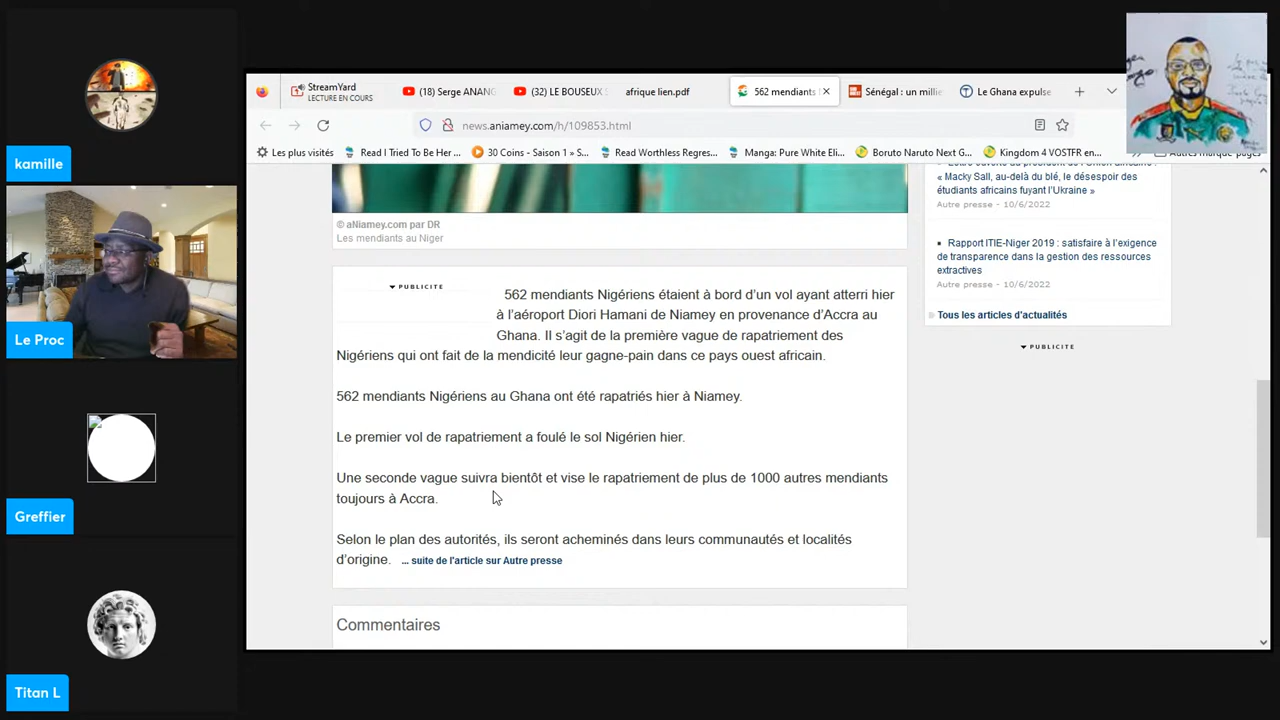 StreamYard
LECTURE EN COURS
(18) Serge ANANG
(32) LE BOUSEUX
afrique lien.pdf
562 mendiants
Sénégal : un millie
Le Ghana expulse
news.aniamey.com/h/109853.html
Les plus visités
Read I Tried To Be Her ...
30 Coins - Saison 1 » S...
Read Worthless Regres...
Manga: Pure White Eli...
Boruto Naruto Next G...
Kingdom 4 VOSTFR en...
Autres marque-pages
« Macky Sall, au-delà du blé, le désespoir des
étudiants africains fuyant l'Ukraine »
Autre presse - 10/6/2022
Rapport ITIE-Niger 2019 : satisfaire à l'exigence
de transparence dans la gestion des ressources
extractives
Autre presse - 10/6/2022
Tous les articles d'actualités
PUBLICITE
© aNiamey.com par DR
Les mendiants au Niger
PUBLICITE
562 mendiants Nigériens étaient à bord d'un vol ayant atterri hier
à l'aéroport Diori Hamani de Niamey en provenance d'Accra au
Ghana. Il s'agit de la première vague de rapatriement des
Nigériens qui ont fait de la mendicité leur gagne-pain dans ce pays ouest africain.
562 mendiants Nigériens au Ghana ont été rapatriés hier à Niamey.
Le premier vol de rapatriement a foulé le sol Nigérien hier.
Une seconde vague suivra bientôt et vise le rapatriement de plus de 1000 autres mendiants
toujours à Accra.
Selon le plan des autorités, ils seront acheminés dans leurs communautés et localités
d'origine. ... suite de l'article sur Autre presse
Commentaires
kamille
Le Proc
Greffier
Titan L